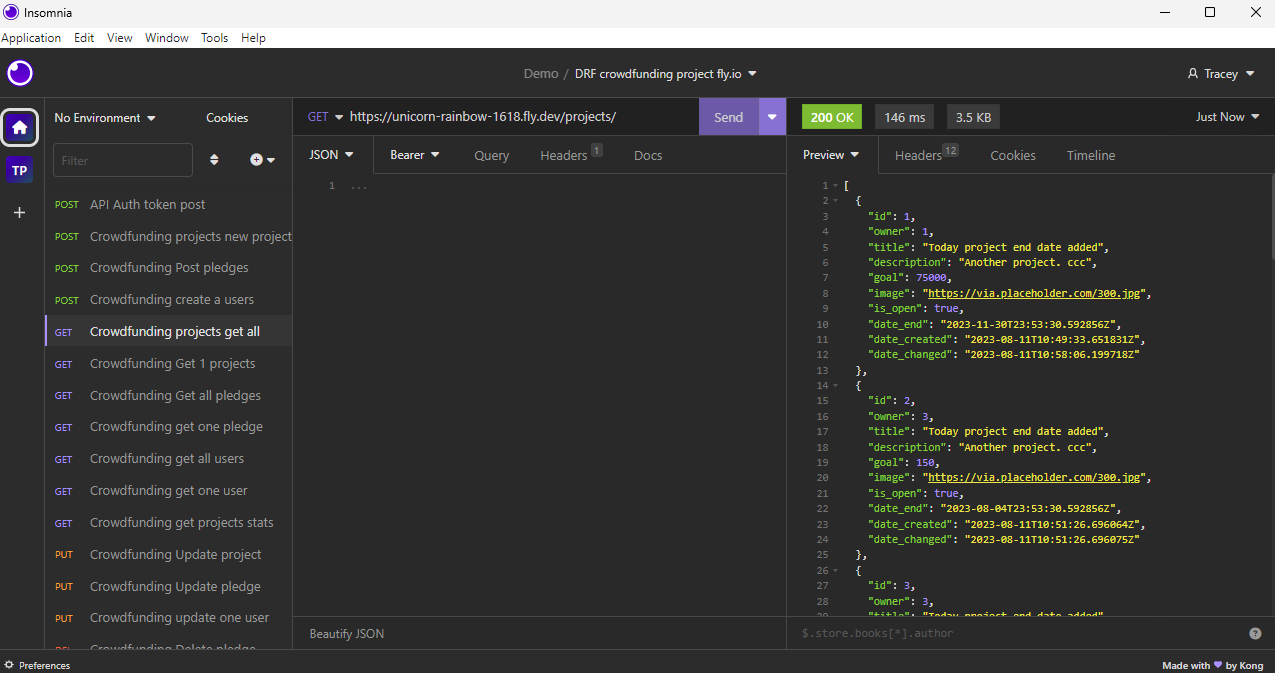 Insomnia
Application Edit View Window Tools Help
Demo / DRF crowdfunding project fly.io
Tracey
TP
No Environment
Cookies
Filter
POST API Auth token post
POST Crowdfunding projects new project
POST Crowdfunding Post pledges
POST Crowdfunding create a users
GET Crowdfunding projects get all
GET Crowdfunding Get 1 projects
GET Crowdfunding Get all pledges
GET Crowdfunding get one pledge
GET Crowdfunding get all users
GET Crowdfunding get one user
GET Crowdfunding get projects stats
PUT Crowdfunding Update project
PUT Crowdfunding Update pledge
PUT Crowdfunding update one user
DEL Crowdfunding Delete pledge
GET https://unicorn-rainbow-1618.fly.dev/projects/ Send
JSON Bearer Query Headers 1 Docs
1 ...
Beautify JSON
200 OK 146 ms 3.5 KB Just Now
Preview Headers 12 Cookies Timeline
1 [
2 {
3 "id": 1,
4 "owner": 1,
5 "title": "Today project end date added",
6 "description": "Another project. ccc",
7 "goal": 75000,
8 "image": "https://via.placeholder.com/300.jpg",
9 "is_open": true,
10 "date_end": "2023-11-30T23:53:30.592856Z",
11 "date_created": "2023-08-11T10:49:33.651831Z",
12 "date_changed": "2023-08-11T10:58:06.199718Z"
13 },
14 {
15 "id": 2,
16 "owner": 3,
17 "title": "Today project end date added",
18 "description": "Another project. ccc",
19 "goal": 150,
20 "image": "https://via.placeholder.com/300.jpg",
21 "is_open": true,
22 "date_end": "2023-08-04T23:53:30.592856Z",
23 "date_created": "2023-08-11T10:51:26.696064Z",
24 "date_changed": "2023-08-11T10:51:26.696075Z"
25 },
26 {
27 "id": 3,
28 "owner": 3,
29 "title": "Today project end date added",
$.store.books[*].author
Preferences
Made with by Kong